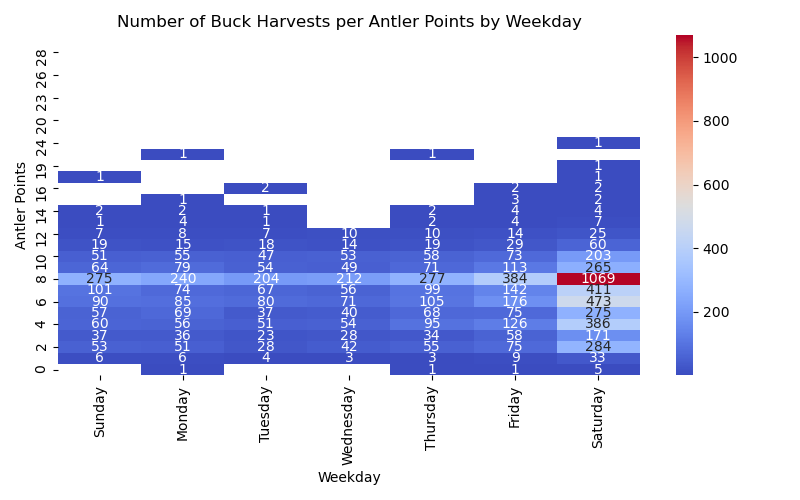 Number of Buck Harvests per Antler Points by Weekday
Antler Points
28
26
23
20
24 1
1 1
19 1
1 1
16 2 2 2
1 3 2
14 2 2 1 2 4 4
1 4 1 2 4 7
12 7 8 7 10 10 14 25
19 15 18 14 19 29 60
10 51 55 47 53 58 73 203
64 79 54 49 71 113 265
8 275 240 204 212 277 384 1069
101 74 67 56 99 142 411
6 90 85 80 71 105 176 473
57 69 37 40 68 75 275
4 60 56 51 54 95 126 386
37 36 23 28 34 58 171
2 53 51 28 42 55 75 284
6 6 4 3 3 9 33
0 1 1 1 5
Sunday Monday Tuesday Wednesday Thursday Friday Saturday
Weekday
1000
800
600
400
200